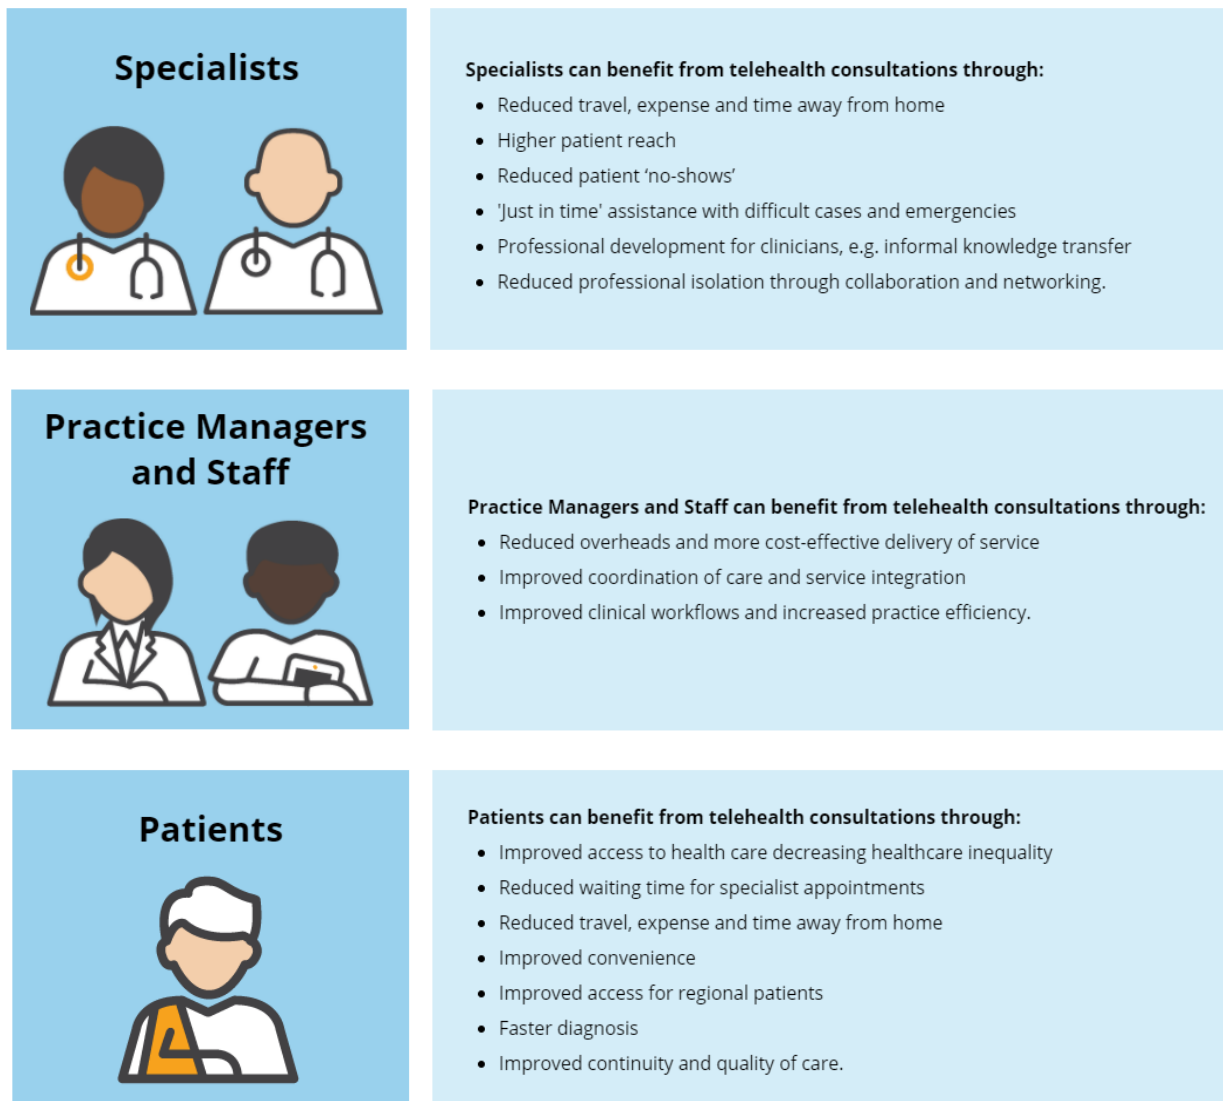 Specialists
Specialists can benefit from telehealth consultations through:
• Reduced travel, expense and time away from home
• Higher patient reach
• Reduced patient ‘no-shows’
• 'Just in time' assistance with difficult cases and emergencies
• Professional development for clinicians, e.g. informal knowledge transfer
• Reduced professional isolation through collaboration and networking.
Practice Managers
and Staff
Practice Managers and Staff can benefit from telehealth consultations through:
• Reduced overheads and more cost-effective delivery of service
• Improved coordination of care and service integration
• Improved clinical workflows and increased practice efficiency.
Patients
Patients can benefit from telehealth consultations through:
• Improved access to health care decreasing healthcare inequality
• Reduced waiting time for specialist appointments
• Reduced travel, expense and time away from home
• Improved convenience
• Improved access for regional patients
• Faster diagnosis
• Improved continuity and quality of care.